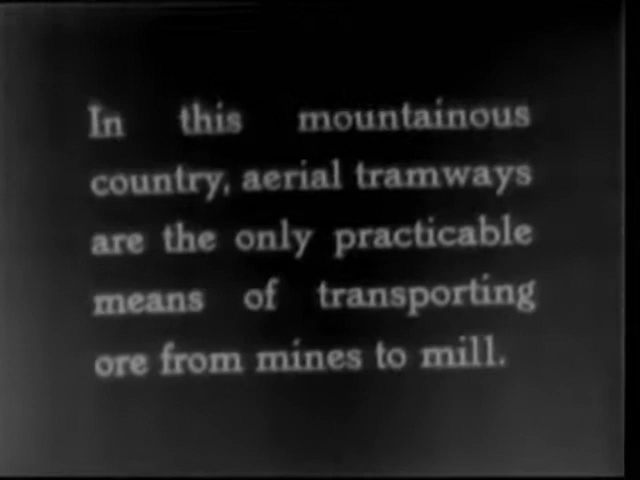 In this mountainous
country, aerial tramways
are the only practicable
means of transporting
ore from mines to mill.